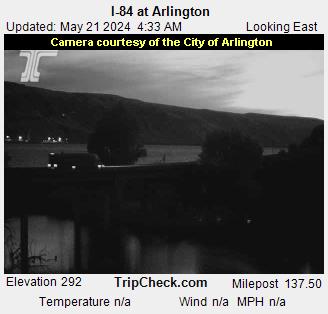 I-84 at Arlington
Updated: May 21 2024 4:33 AM Looking East
Camera courtesy of the City of Arlington
Elevation 292 TripCheck.com Milepost 137.50
Temperature n/a Wind n/a MPH n/a